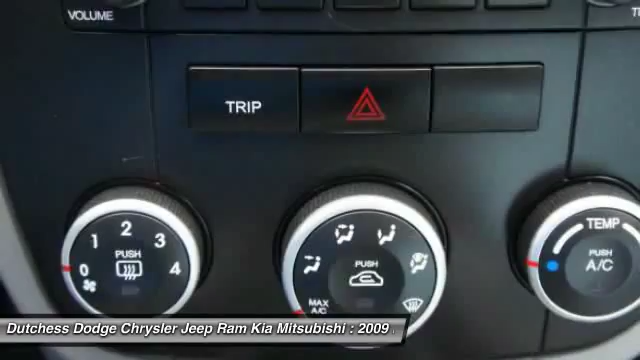 VOLUME
TRIP
0 1 2 3 4
PUSH
PUSH
MAX
A/C
TEMP
PUSH
A/C
Dutchess Dodge Chrysler Jeep Ram Kia Mitsubishi : 2009